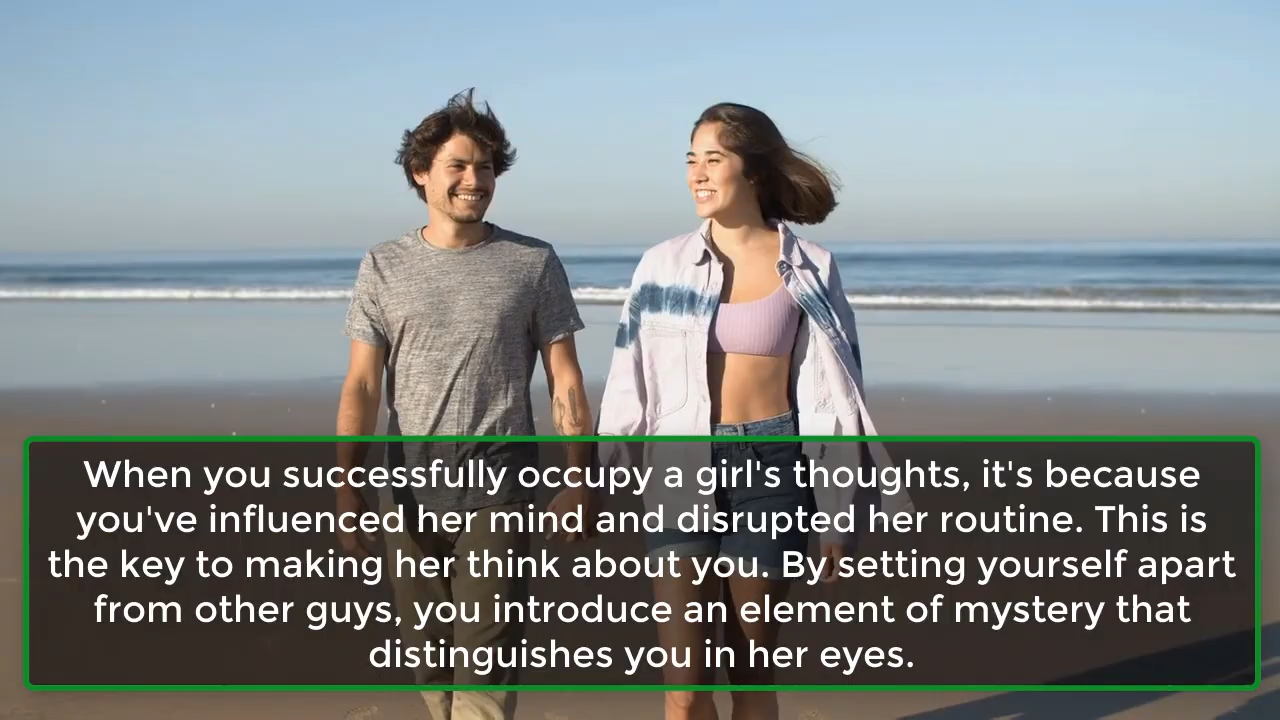 When you successfully occupy a girl's thoughts, it's because
you've influenced her mind and disrupted her routine. This is
the key to making her think about you. By setting yourself apart
from other guys, you introduce an element of mystery that
distinguishes you in her eyes.